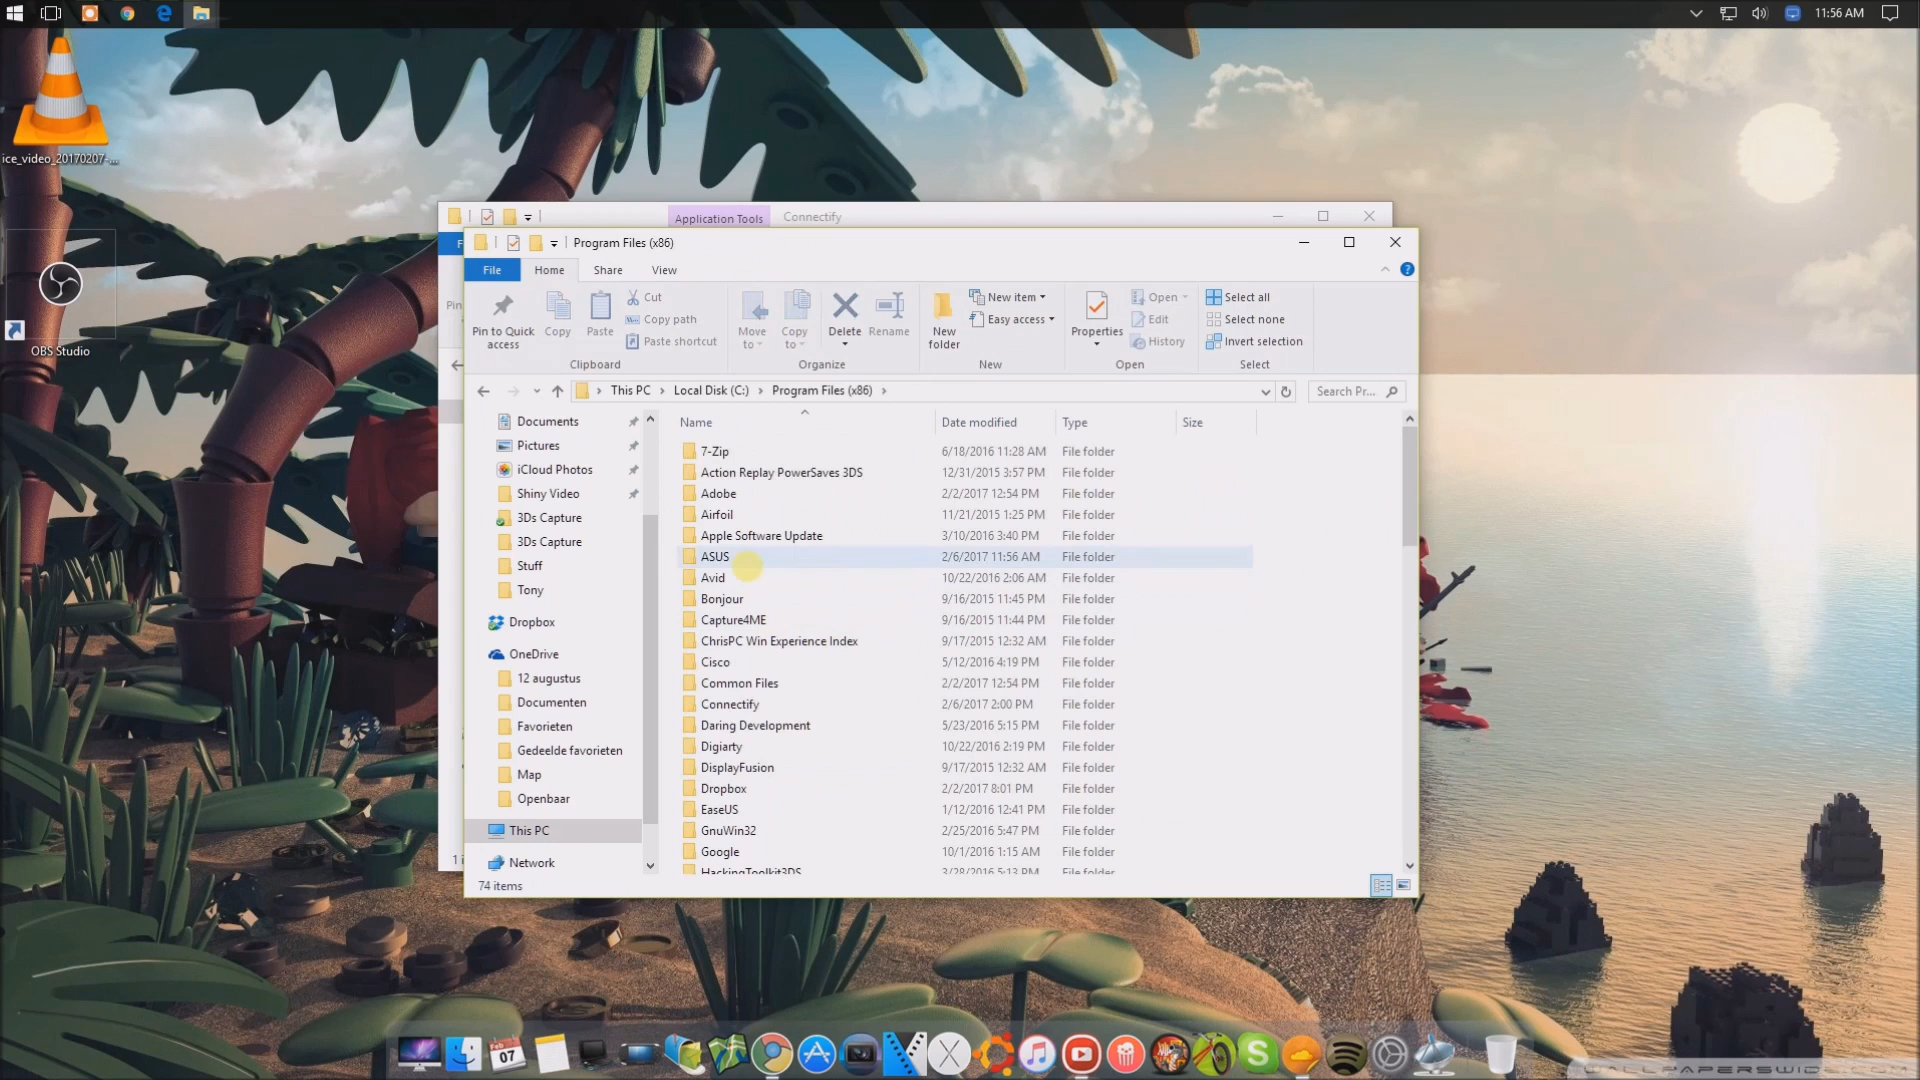 11:56 AM
ice_video_20170207-...
OBS Studio
Application Tools
Connectify
Program Files (x86)
File
Home
Share
View
Pin to Quick access
Copy
Paste
Cut
Copy path
Paste shortcut
Clipboard
Move to
Copy to
Delete
Rename
Organize
New folder
New item
Easy access
New
Properties
Open
Edit
History
Open
Select all
Select none
Invert selection
Select
This PC
Local Disk (C:)
Program Files (x86)
Search Pr...
Documents
Pictures
iCloud Photos
Shiny Video
3Ds Capture
3Ds Capture
Stuff
Tony
Dropbox
OneDrive
12 augustus
Documenten
Favorieten
Gedeelde favorieten
Map
Openbaar
This PC
Network
Name Date modified Type Size
7-Zip 6/18/2016 11:28 AM File folder
Action Replay PowerSaves 3DS 12/31/2015 3:57 PM File folder
Adobe 2/2/2017 12:54 PM File folder
Airfoil 11/21/2015 1:25 PM File folder
Apple Software Update 3/10/2016 3:40 PM File folder
ASUS 2/6/2017 11:56 AM File folder
Avid 10/22/2016 2:06 AM File folder
Bonjour 9/16/2015 11:45 PM File folder
Capture4ME 9/16/2015 11:44 PM File folder
ChrisPC Win Experience Index 9/17/2015 12:32 AM File folder
Cisco 5/12/2016 4:19 PM File folder
Common Files 2/2/2017 12:54 PM File folder
Connectify 2/6/2017 2:00 PM File folder
Daring Development 5/23/2016 5:15 PM File folder
Digiarty 10/22/2016 2:19 PM File folder
DisplayFusion 9/17/2015 12:32 AM File folder
Dropbox 2/2/2017 8:01 PM File folder
EaseUS 1/12/2016 12:41 PM File folder
GnuWin32 2/25/2016 5:47 PM File folder
Google 10/1/2016 1:15 AM File folder
HackingToolkit3DS 3/28/2016 5:13 PM File folder
74 items
Feb
07